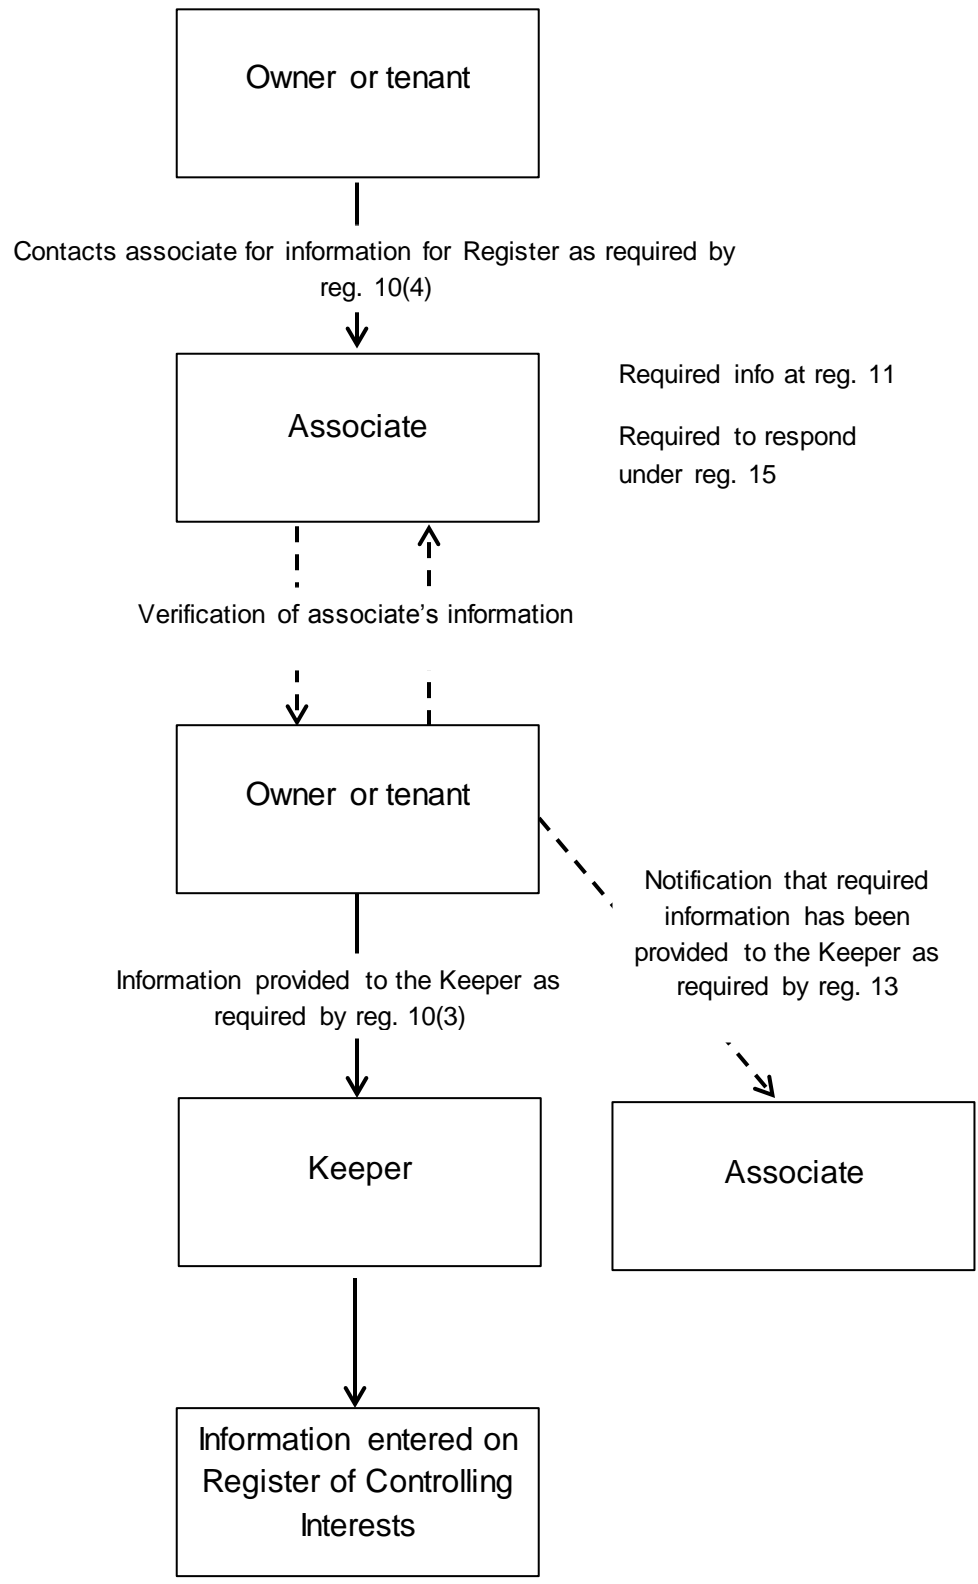 Owner or tenant
Contacts associate for information for Register as required by
reg. 10(4)
Associate
Required info at reg. 11
Required to respond
under reg. 15
Verification of associate’s information
Owner or tenant
Notification that required
information has been
provided to the Keeper as
required by reg. 13
Information provided to the Keeper as
required by reg. 10(3)
Keeper
Associate
Information entered on
Register of Controlling
Interests